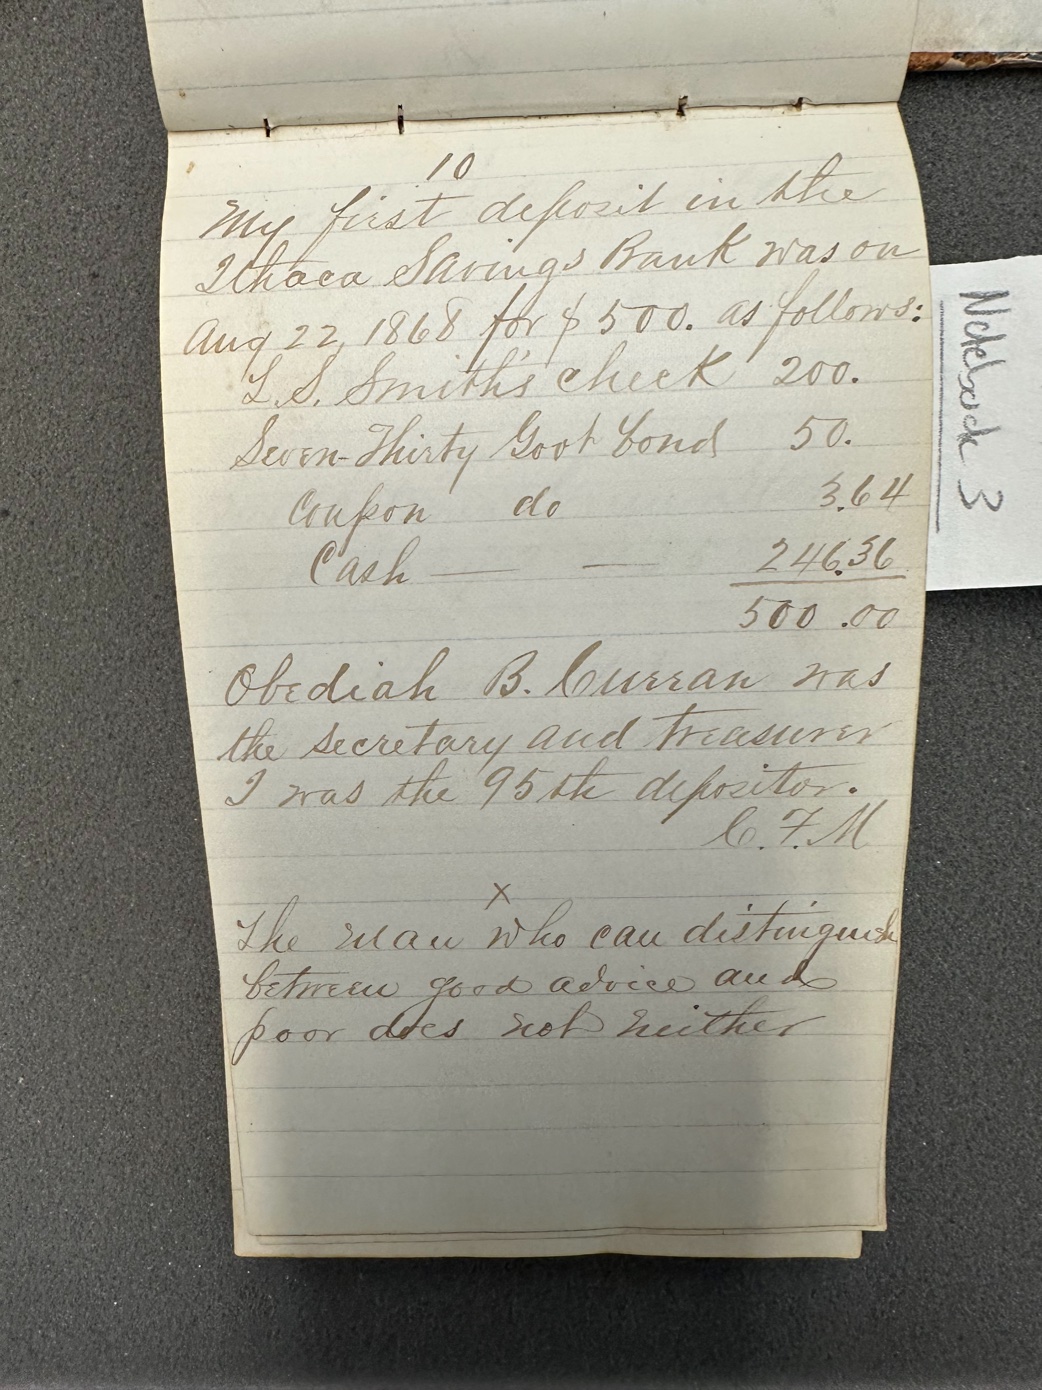 10
My first deposit in the
Ithaca Savings Bank was on
Aug 22, 1868 for $500. as follows:
L. S. Smith's check 200.
Seven-Thirty Govt bond 50.
Coupon do 3.64
Cash — — 246.36
500.00
Obediah B. Curran was
the secretary and treasurer
I was the 95th depositor.
C. F. M
x
The man who can distinguish
between good advice and
poor does not neither
Notebook 3